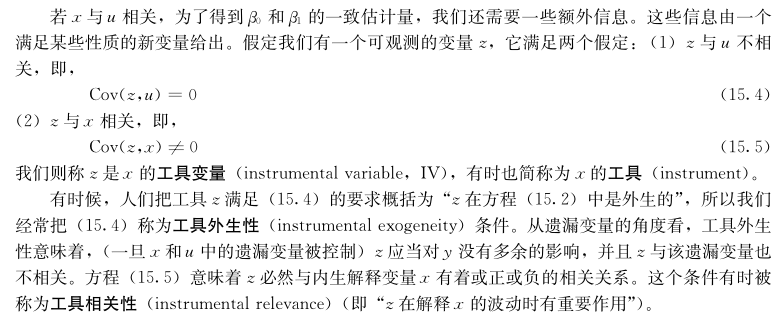 若 x 与 u 相关，为了得到 β₀ 和 β₁ 的一致估计量，我们还需要一些额外信息。这些信息由一个
满足某些性质的新变量给出。假定我们有一个可观测的变量 z，它满足两个假定：（1）z 与 u 不相
关，即，
Cov(z,u) = 0 (15.4)
（2）z 与 x 相关，即，
Cov(z,x) ≠ 0 (15.5)
我们则称 z 是 x 的工具变量（instrumental variable，IV），有时也简称为 x 的工具（instrument）。
有时候，人们把工具 z 满足（15.4）的要求概括为“z 在方程（15.2）中是外生的”，所以我们
经常把（15.4）称为工具外生性（instrumental exogeneity）条件。从遗漏变量的角度看，工具外生
性意味着，（一旦 x 和 u 中的遗漏变量被控制）z 应当对 y 没有多余的影响，并且 z 与该遗漏变量也
不相关。方程（15.5）意味着 z 必然与内生解释变量 x 有着或正或负的相关关系。这个条件有时被
称为工具相关性（instrumental relevance）（即“z 在解释 x 的波动时有重要作用”）。